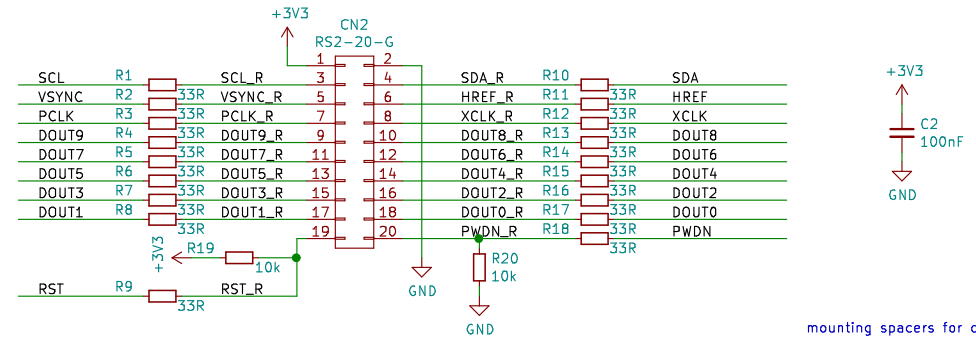 +3V3
CN2
RS2-20-G
1 2
SCL R1 33R SCL_R 3 4 SDA_R R10 33R SDA
VSYNC R2 33R VSYNC_R 5 6 HREF_R R11 33R HREF
PCLK R3 33R PCLK_R 7 8 XCLK_R R12 33R XCLK
DOUT9 R4 33R DOUT9_R 9 10 DOUT8_R R13 33R DOUT8
DOUT7 R5 33R DOUT7_R 11 12 DOUT6_R R14 33R DOUT6
DOUT5 R6 33R DOUT5_R 13 14 DOUT4_R R15 33R DOUT4
DOUT3 R7 33R DOUT3_R 15 16 DOUT2_R R16 33R DOUT2
DOUT1 R8 33R DOUT1_R 17 18 DOUT0_R R17 33R DOUT0
19 20 PWDN_R R18 33R PWDN
+3V3 R19 10k
R20
10k
GND
RST R9 33R RST_R
GND
+3V3
C2
100nF
GND
mounting spacers for c